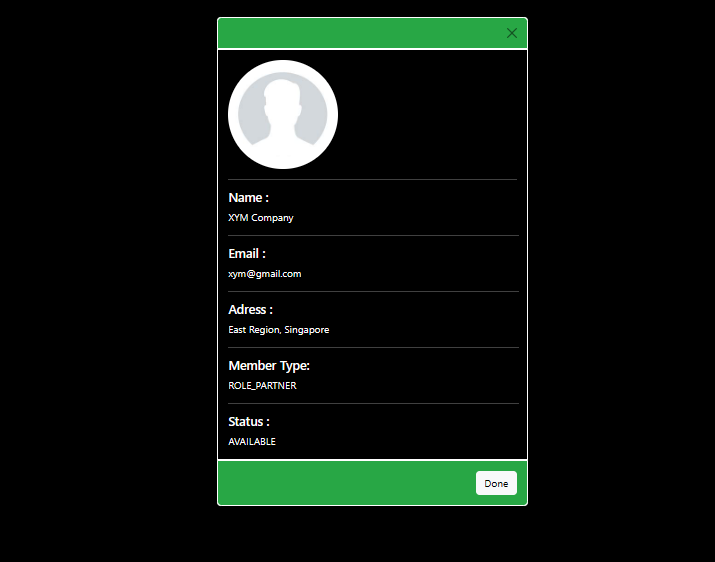 Name :
XYM Company
Email :
xym@gmail.com
Adress :
East Region, Singapore
Member Type:
ROLE_PARTNER
Status :
AVAILABLE
Done